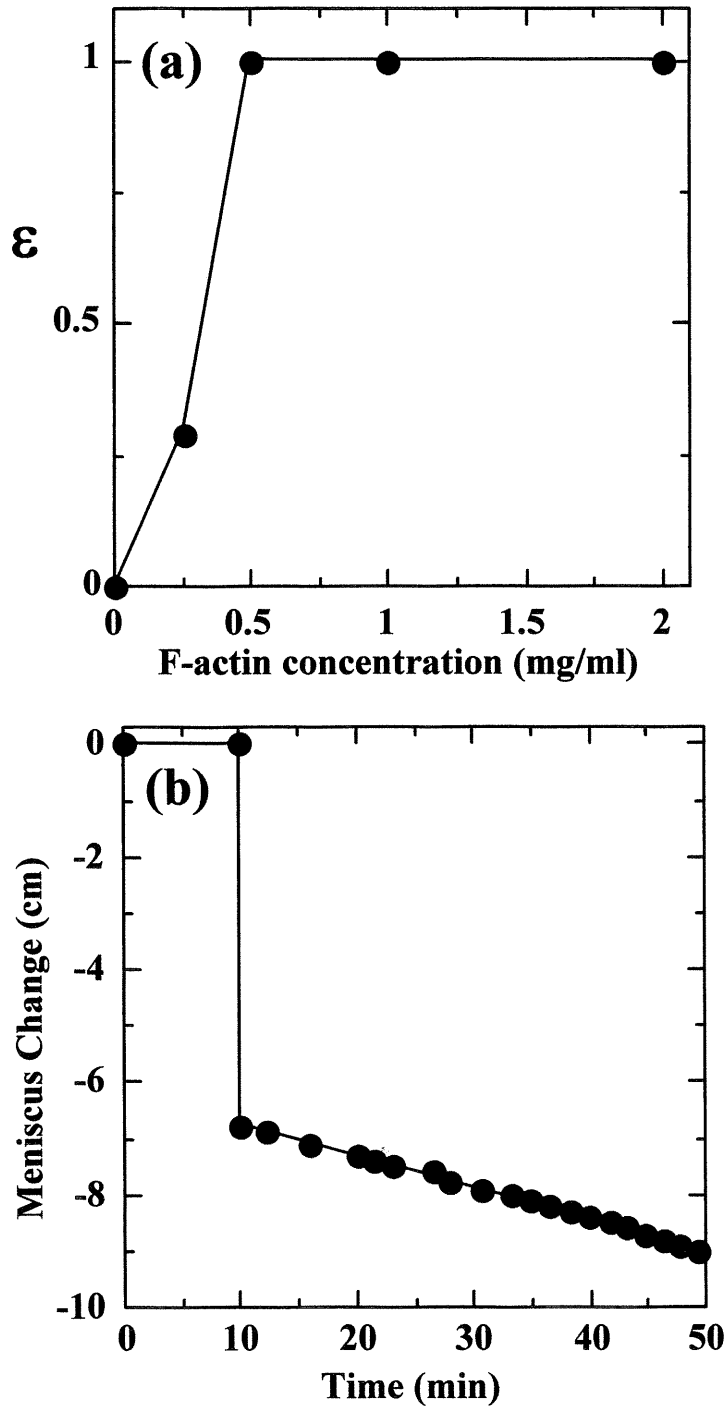 (a)
1
0.5
0
ε
0 0.5 1 1.5 2
F-actin concentration (mg/ml)
(b)
0
-2
-4
-6
-8
-10
Meniscus Change (cm)
0 10 20 30 40 50
Time (min)